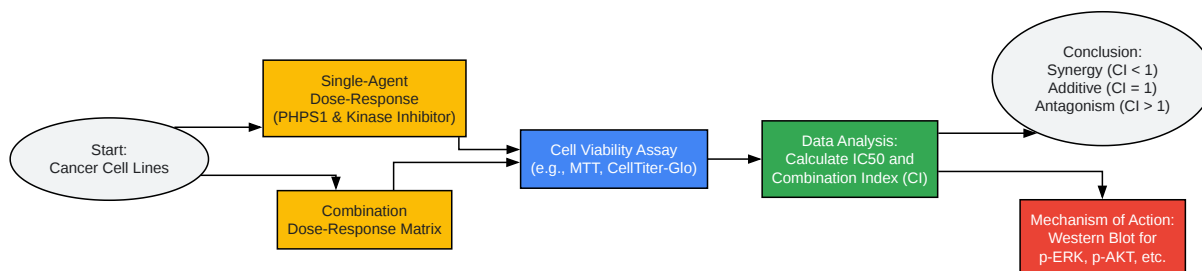 Start:
Cancer Cell Lines
Single-Agent
Dose-Response
(PHPS1 & Kinase Inhibitor)
Combination
Dose-Response Matrix
Cell Viability Assay
(e.g., MTT, CellTiter-Glo)
Data Analysis:
Calculate IC50 and
Combination Index (CI)
Conclusion:
Synergy (CI < 1)
Additive (CI = 1)
Antagonism (CI > 1)
Mechanism of Action:
Western Blot for
p-ERK, p-AKT, etc.